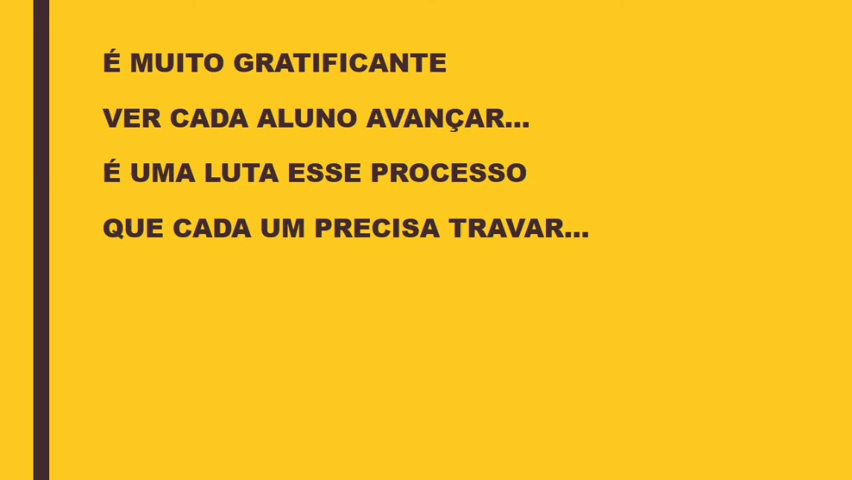 É MUITO GRATIFICANTE
VER CADA ALUNO AVANÇAR...
É UMA LUTA ESSE PROCESSO
QUE CADA UM PRECISA TRAVAR...